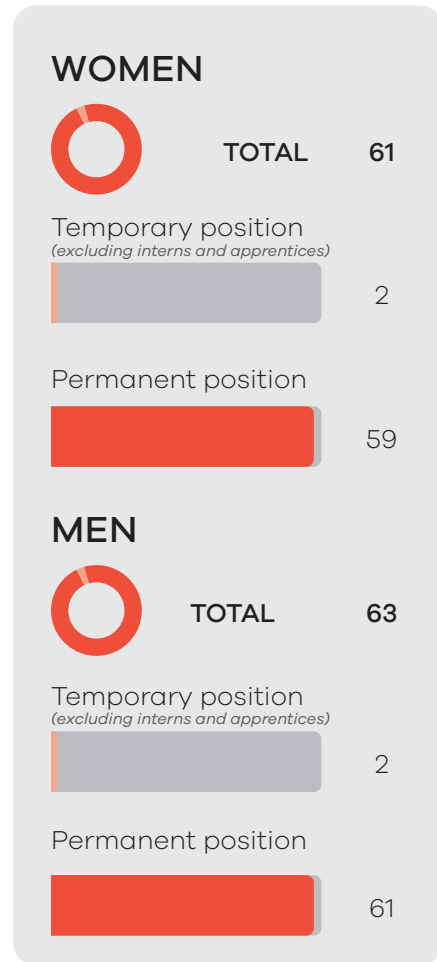 WOMEN
TOTAL 61
Temporary position
(excluding interns and apprentices)
2
Permanent position
59
MEN
TOTAL 63
Temporary position
(excluding interns and apprentices)
2
Permanent position
61